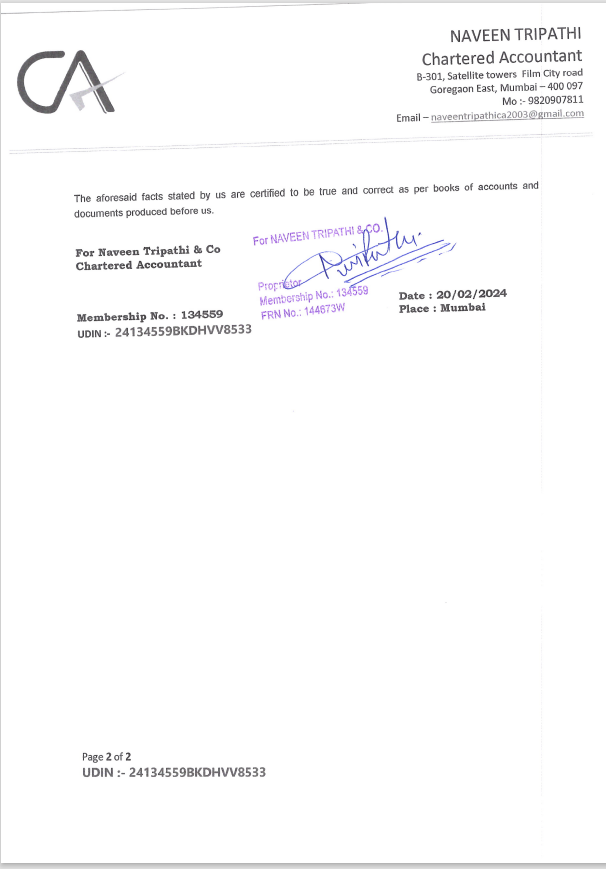 CA
NAVEEN TRIPATHI
Chartered Accountant
B-301, Satellite towers Film City road
Goregaon East, Mumbai – 400 097
Mo :- 9820907811
Email – naveentripathica2003@gmail.com
The aforesaid facts stated by us are certified to be true and correct as per books of accounts and
documents produced before us.
For Naveen Tripathi & Co
Chartered Accountant
For NAVEEN TRIPATHI & CO.
Tripathi.
Proprietor
Membership No.: 134559
FRN No.: 144673W
Date : 20/02/2024
Place : Mumbai
Membership No. : 134559
UDIN :- 24134559BKDHVV8533
Page 2 of 2
UDIN :- 24134559BKDHVV8533